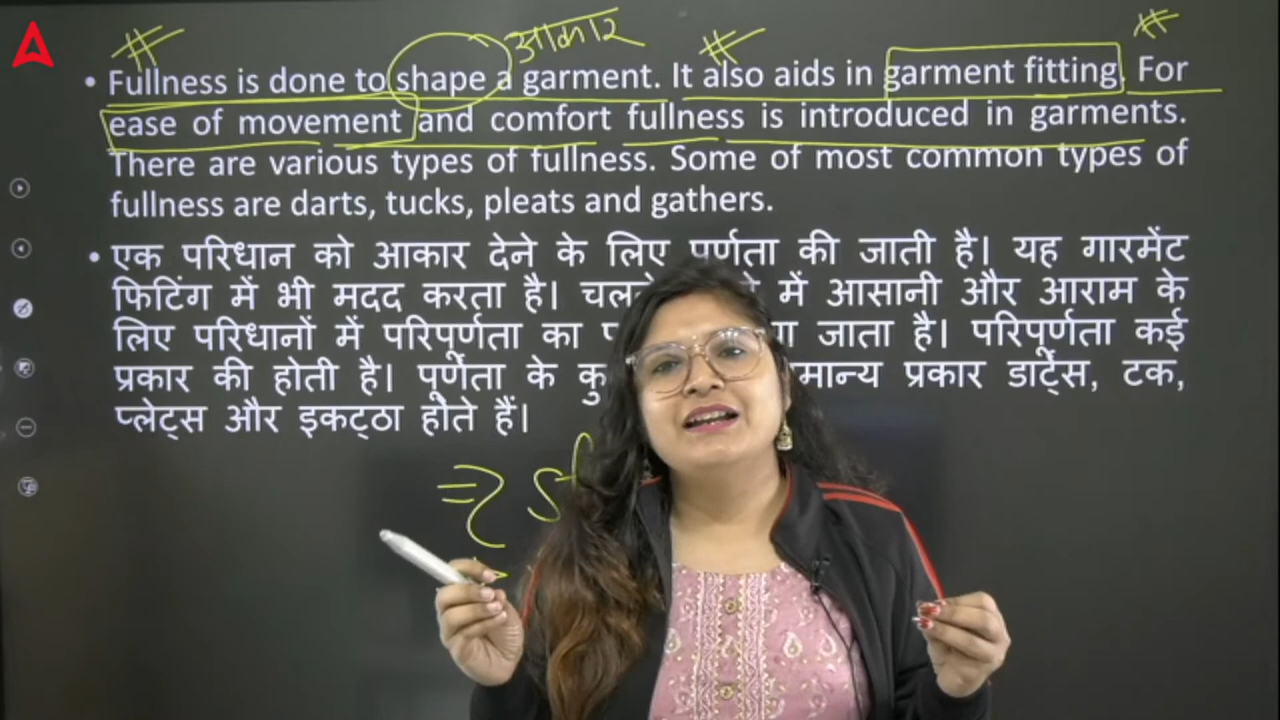 आकार
• Fullness is done to shape a garment. It also aids in garment fitting. For
ease of movement and comfort fullness is introduced in garments.
There are various types of fullness. Some of most common types of
fullness are darts, tucks, pleats and gathers.
• एक परिधान को आकार देने के लिए पूर्णता की जाती है। यह गारमेंट
फिटिंग में भी मदद करता है। में आसानी और आराम के
लिए परिधानों में परिपूर्णता का जाता है। परिपूर्णता कई
प्रकार की होती है। पूर्णता के प्रकार डार्ट्स, टक,
प्लेट्स और इकट्ठा होते हैं।